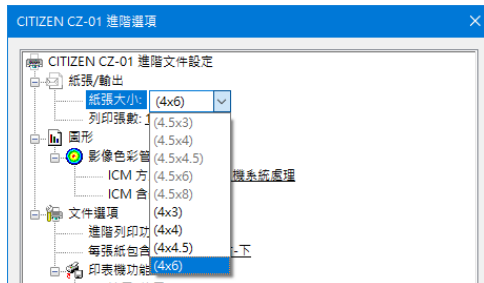 CITIZEN CZ-01 進階選項
CITIZEN CZ-01 進階文件設定
紙張/輸出
紙張大小: (4x6)
列印張數: 1
(4.5x3)
圖形
(4.5x4)
影像色彩管
(4.5x4.5)
ICM 方
(4.5x6)
機系統處理
ICM 含
(4.5x8)
文件選項
(4x3)
進階列印功
(4x4)
每張紙包含
(4x4.5)
-下
印表機功能
(4x6)